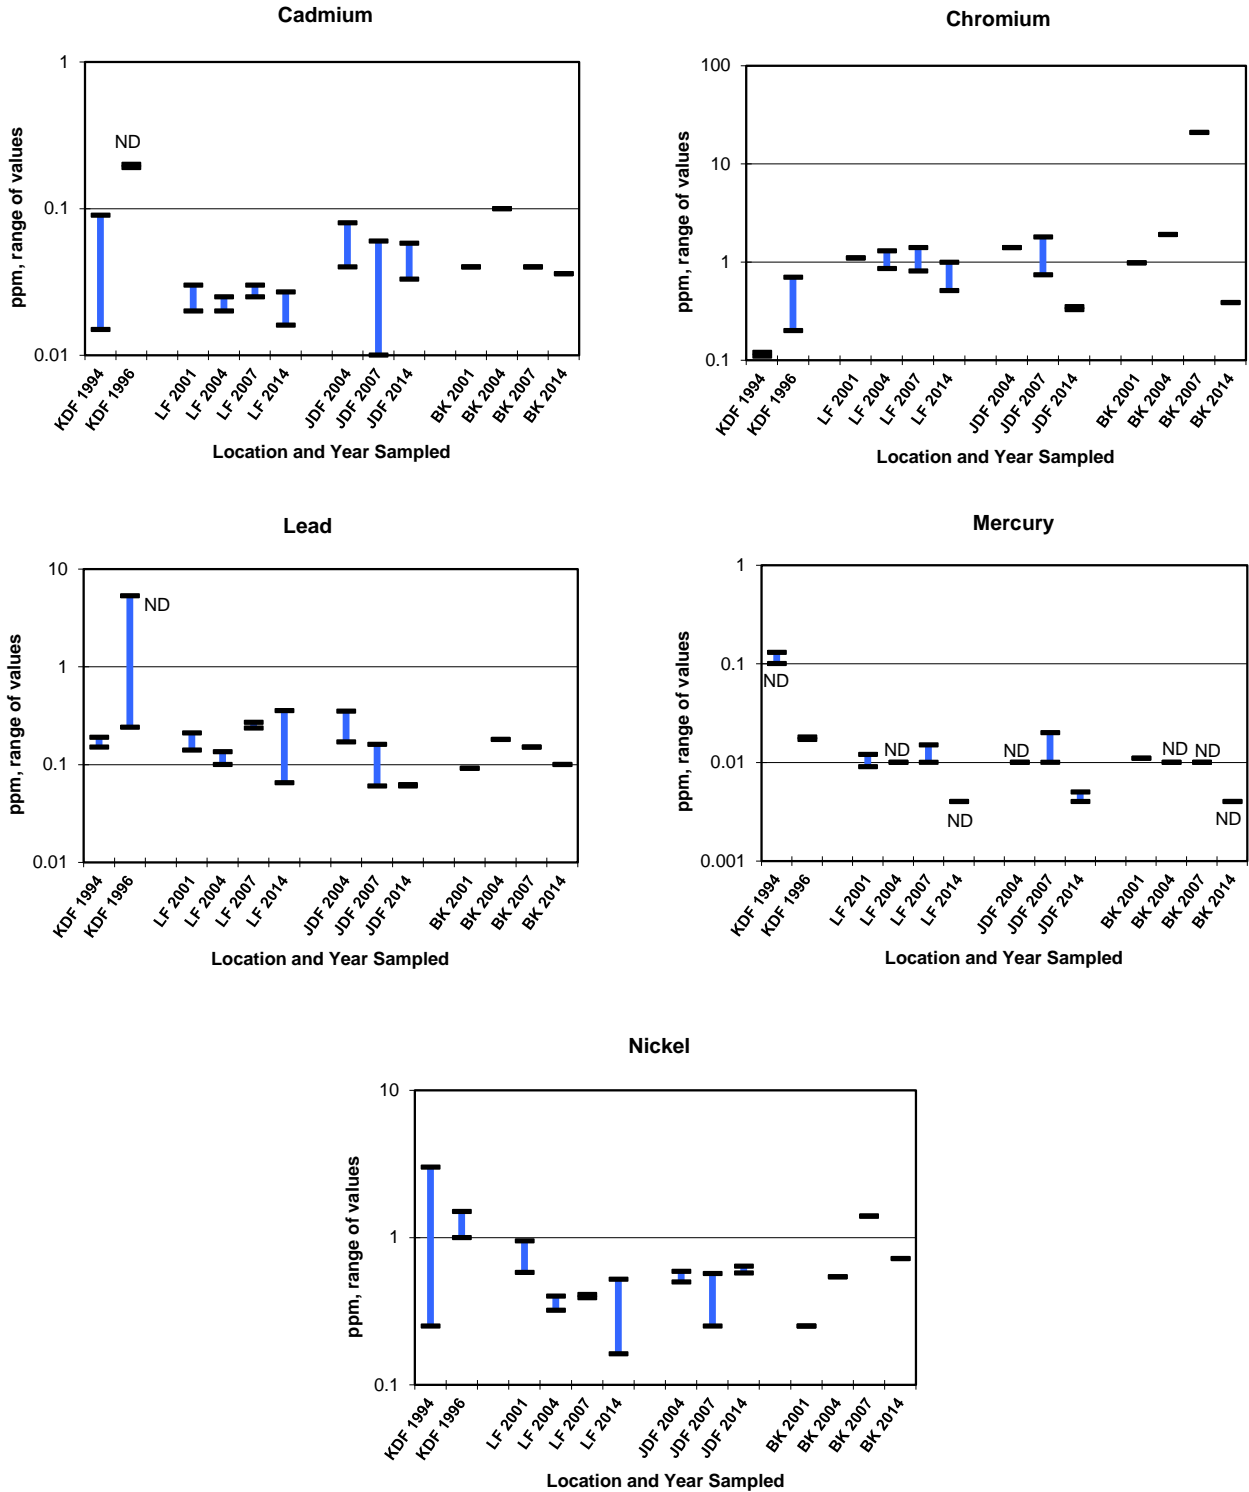 Cadmium
ppm, range of values
1
0.1
0.01
ND
KDF 1994
KDF 1996
LF 2001
LF 2004
LF 2007
LF 2014
JDF 2004
JDF 2007
JDF 2014
BK 2001
BK 2004
BK 2007
BK 2014
Location and Year Sampled
Chromium
ppm, range of values
100
10
1
0.1
KDF 1994
KDF 1996
LF 2001
LF 2004
LF 2007
LF 2014
JDF 2004
JDF 2007
JDF 2014
BK 2001
BK 2004
BK 2007
BK 2014
Location and Year Sampled
Lead
ppm, range of values
10
1
0.1
0.01
ND
KDF 1994
KDF 1996
LF 2001
LF 2004
LF 2007
LF 2014
JDF 2004
JDF 2007
JDF 2014
BK 2001
BK 2004
BK 2007
BK 2014
Location and Year Sampled
Mercury
ppm, range of values
1
0.1
0.01
0.001
ND
ND
ND
ND
ND
ND
ND
KDF 1994
KDF 1996
LF 2001
LF 2004
LF 2007
LF 2014
JDF 2004
JDF 2007
JDF 2014
BK 2001
BK 2004
BK 2007
BK 2014
Location and Year Sampled
Nickel
ppm, range of values
10
1
0.1
KDF 1994
KDF 1996
LF 2001
LF 2004
LF 2007
LF 2014
JDF 2004
JDF 2007
JDF 2014
BK 2001
BK 2004
BK 2007
BK 2014
Location and Year Sampled